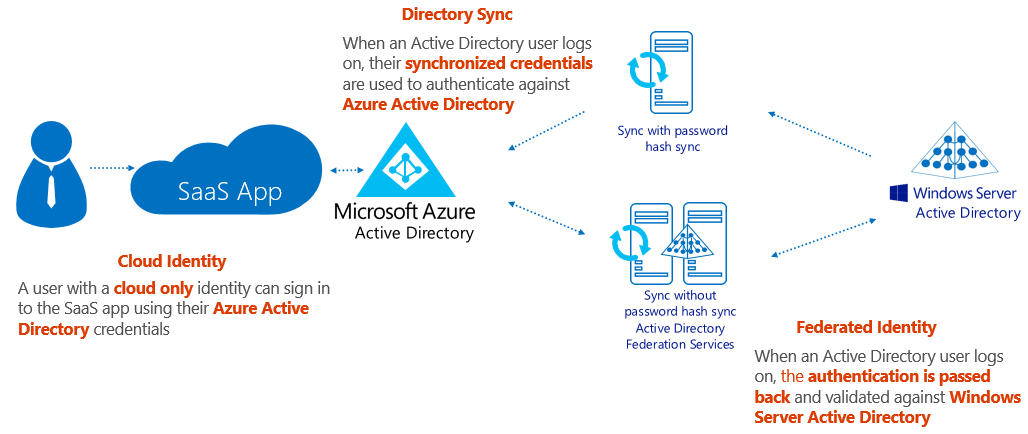 Directory Sync
When an Active Directory user logs
on, their synchronized credentials
are used to authenticate against
Azure Active Directory
Sync with password
hash sync
SaaS App
Microsoft Azure
Active Directory
Windows Server
Active Directory
Cloud Identity
A user with a cloud only identity can sign in
to the SaaS app using their Azure Active
Directory credentials
Sync without
password hash sync
Active Directory
Federation Services
Federated Identity
When an Active Directory user logs
on, the authentication is passed
back and validated against Windows
Server Active Directory